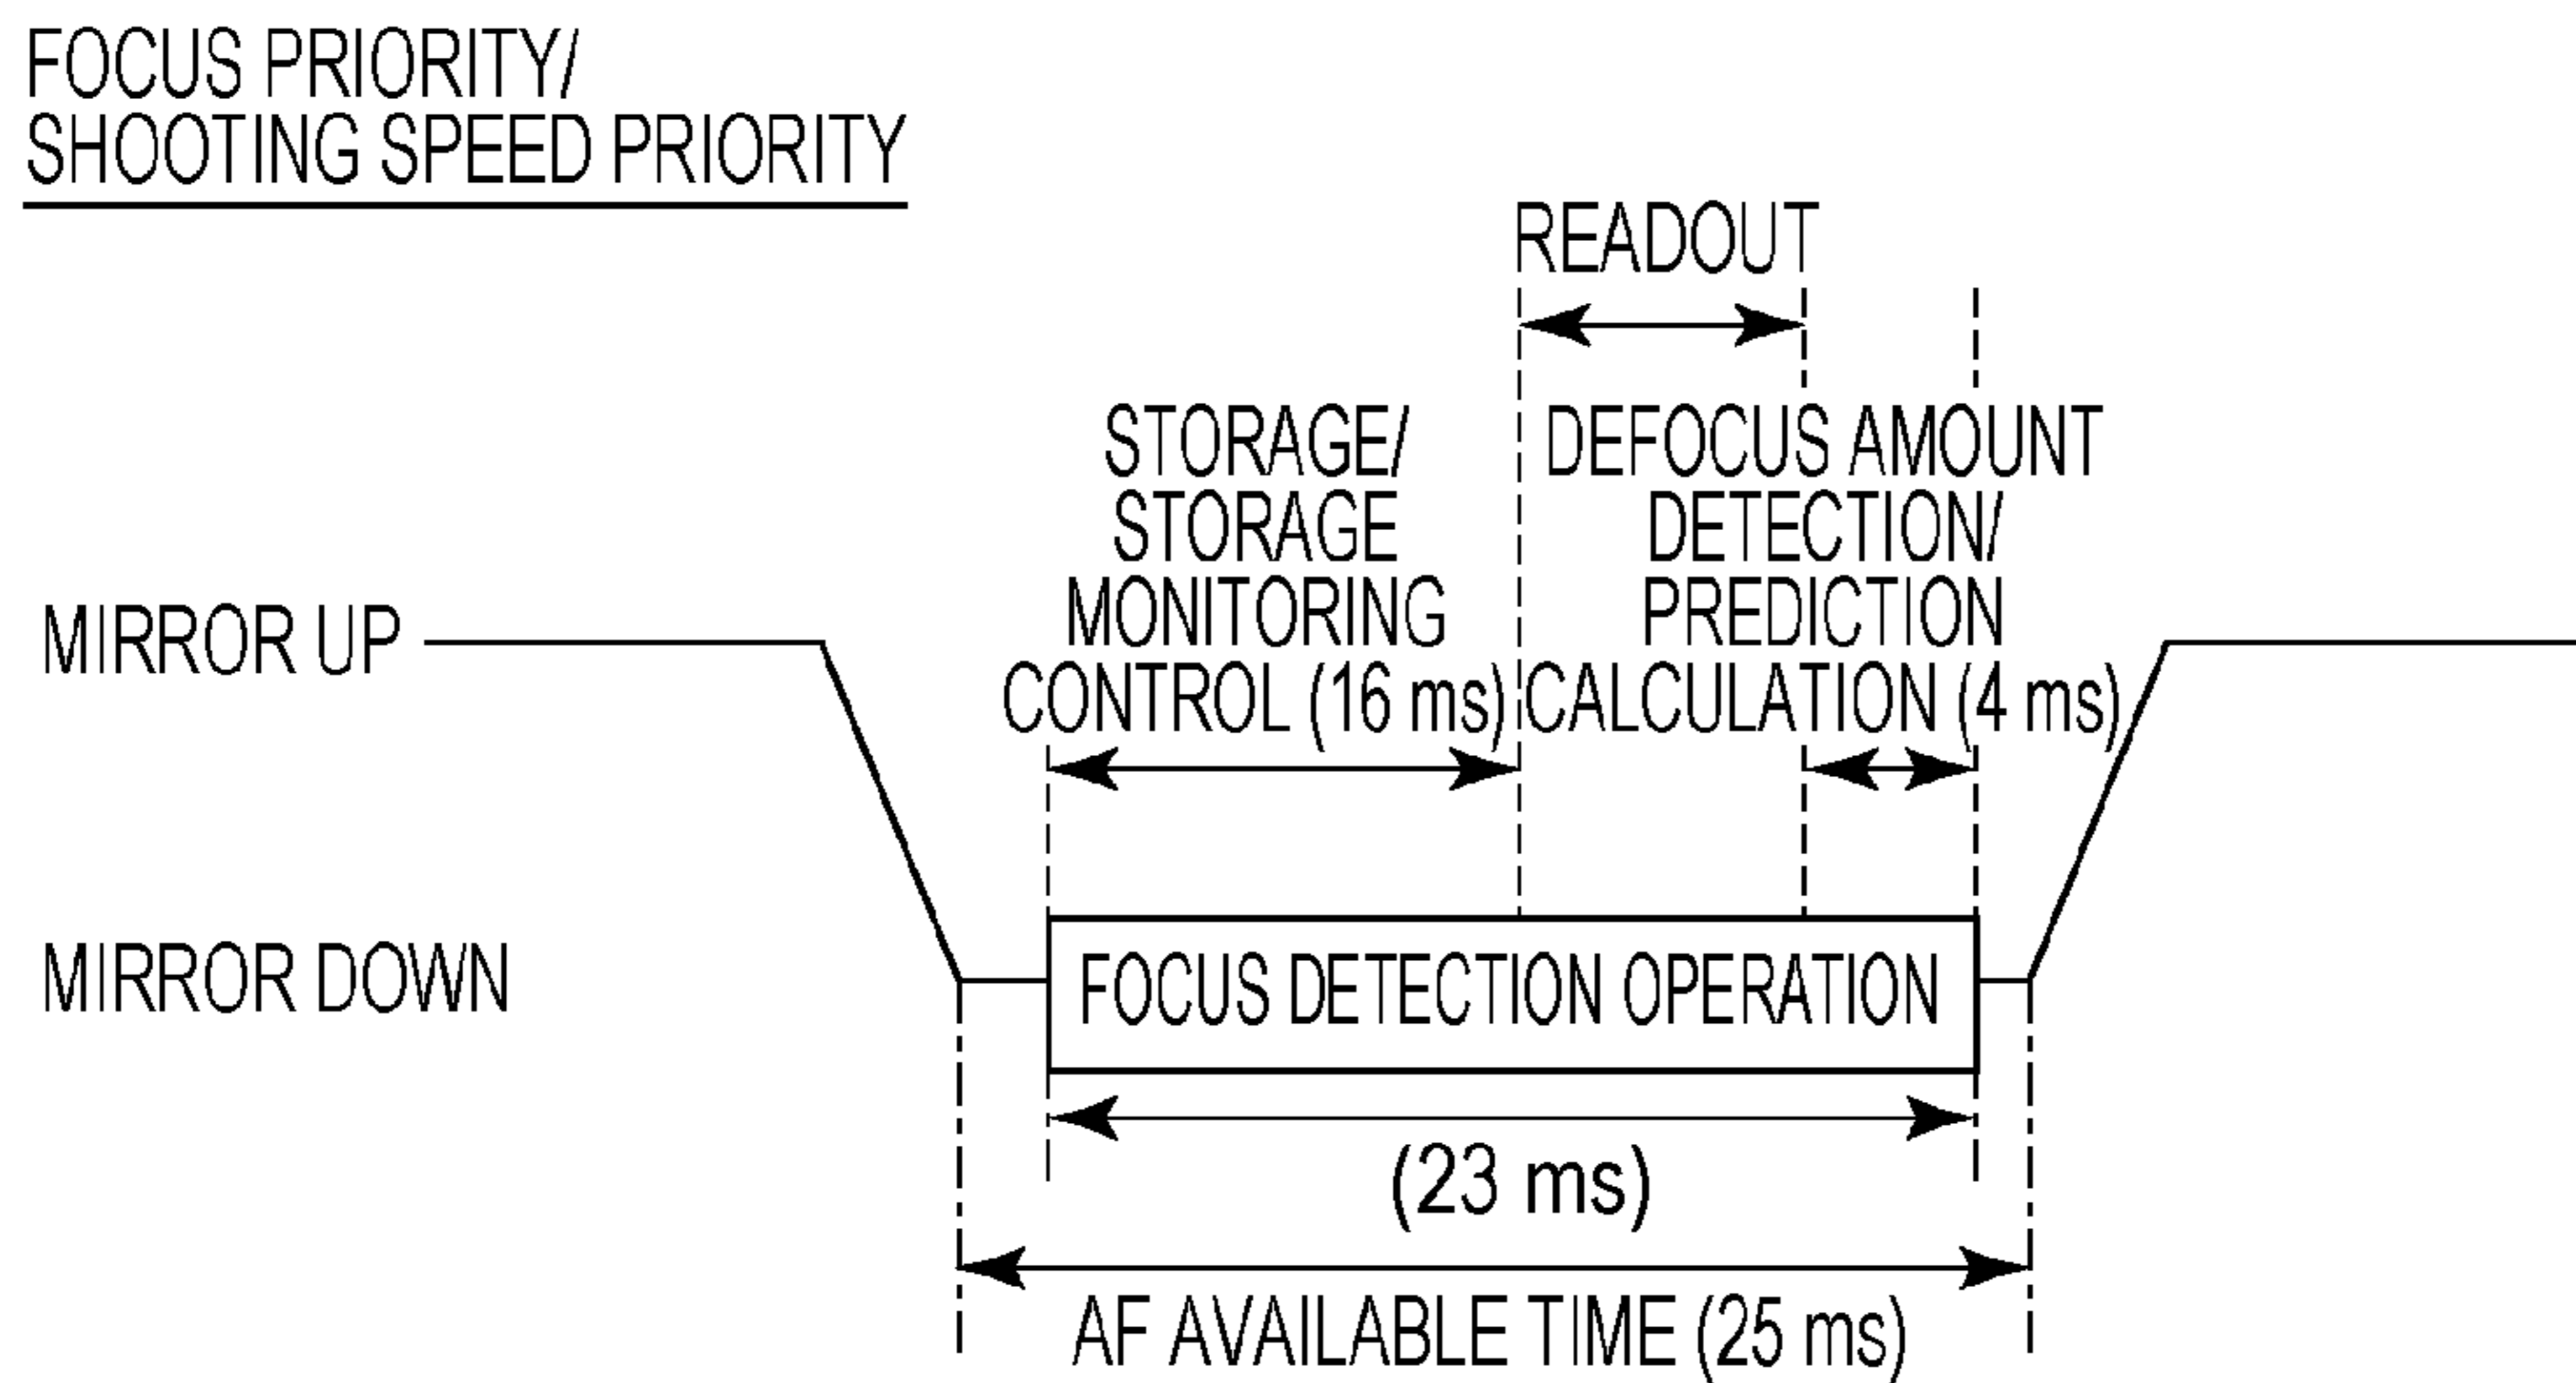 FOCUS PRIORITY/
SHOOTING SPEED PRIORITY
READOUT
STORAGE/
STORAGE
MONITORING
CONTROL (16 ms)
DEFOCUS AMOUNT
DETECTION/
PREDICTION
CALCULATION (4 ms)
MIRROR UP
MIRROR DOWN
FOCUS DETECTION OPERATION
(23 ms)
AF AVAILABLE TIME (25 ms)